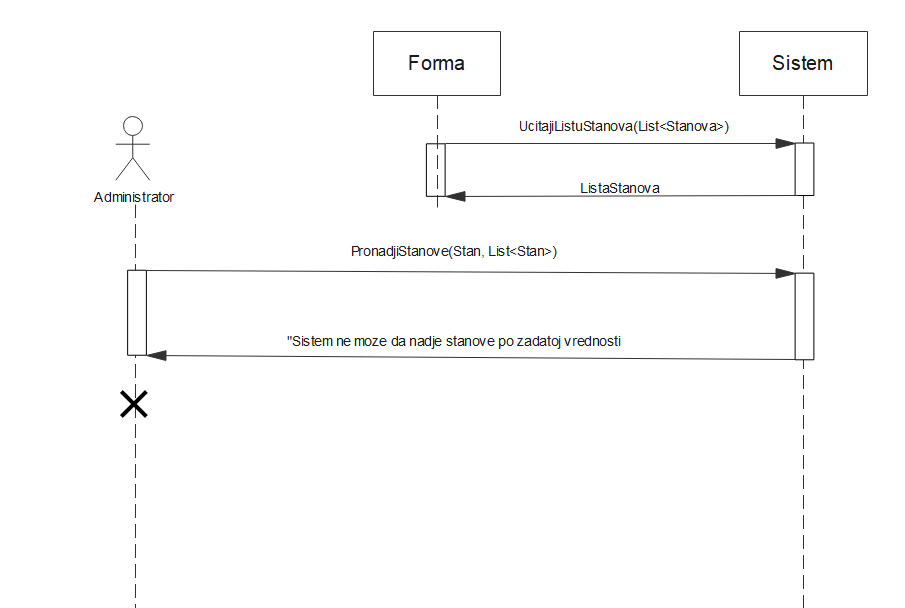 Forma
Sistem
UcitajiListuStanova(List<Stanova>)
Administrator
ListaStanova
PronadjiStanove(Stan, List<Stan>)
"Sistem ne moze da nadje stanove po zadatoj vrednosti